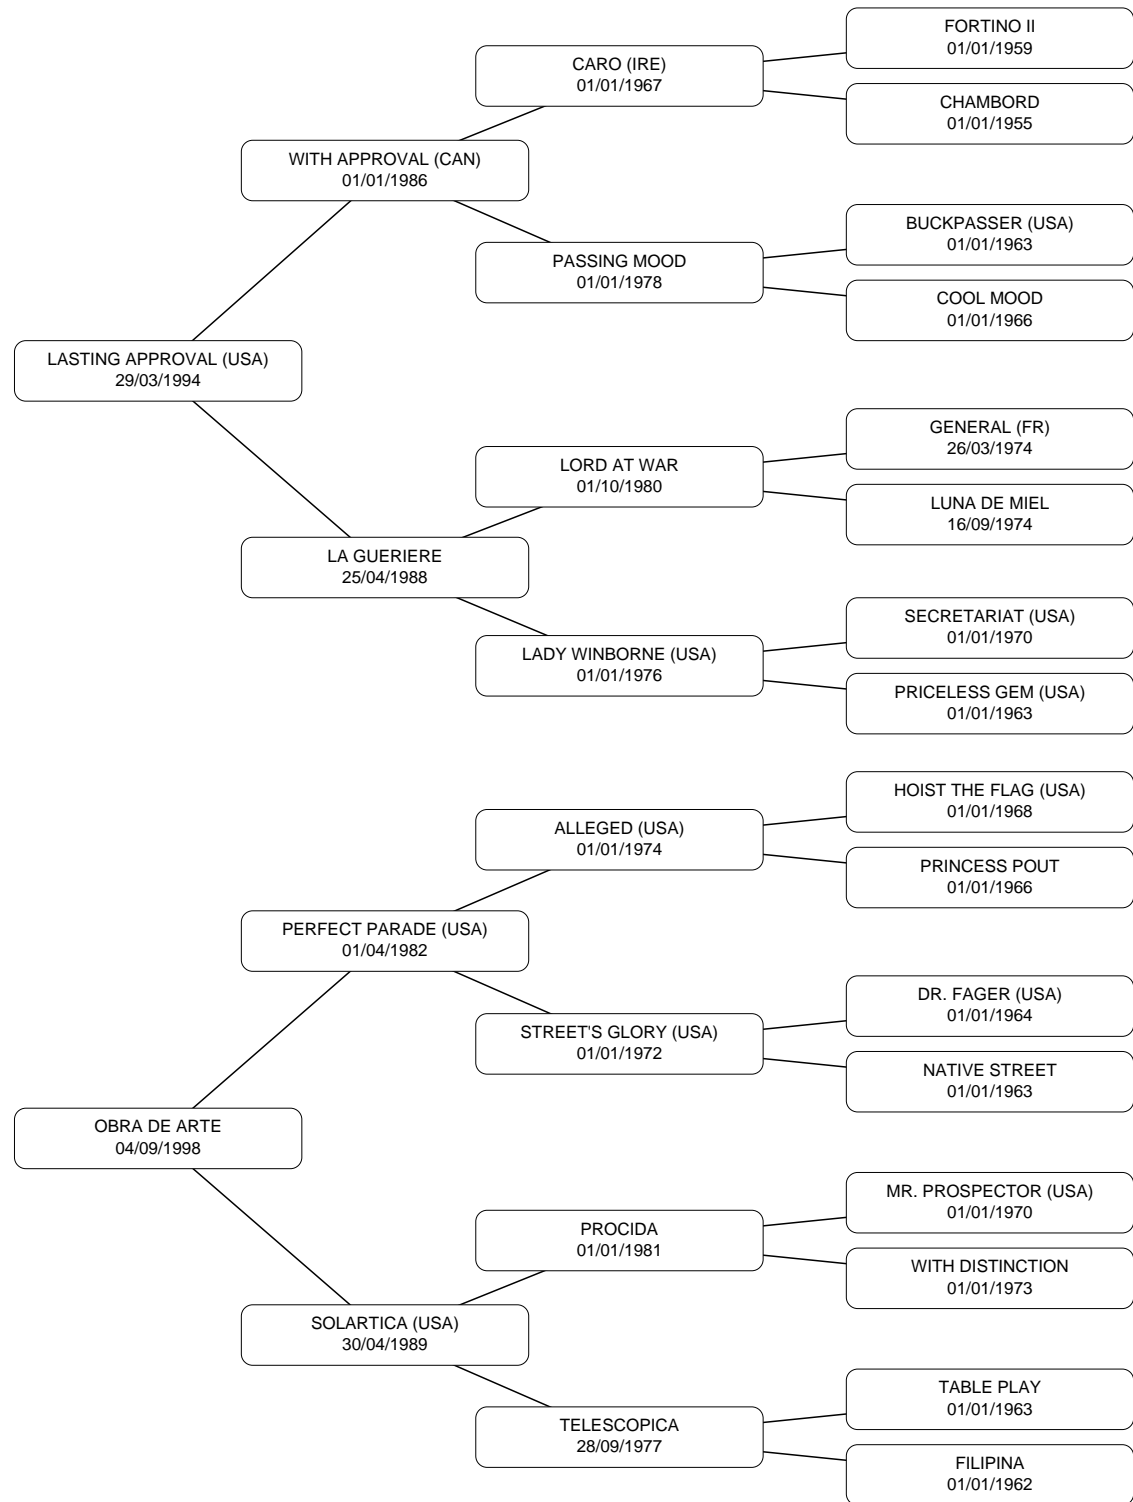 FORTINO II
01/01/1959
CARO (IRE)
01/01/1967
CHAMBORD
01/01/1955
WITH APPROVAL (CAN)
01/01/1986
BUCKPASSER (USA)
01/01/1963
PASSING MOOD
01/01/1978
COOL MOOD
01/01/1966
LASTING APPROVAL (USA)
29/03/1994
GENERAL (FR)
26/03/1974
LORD AT WAR
01/10/1980
LUNA DE MIEL
16/09/1974
LA GUERIERE
25/04/1988
SECRETARIAT (USA)
01/01/1970
LADY WINBORNE (USA)
01/01/1976
PRICELESS GEM (USA)
01/01/1963
HOIST THE FLAG (USA)
01/01/1968
ALLEGED (USA)
01/01/1974
PRINCESS POUT
01/01/1966
PERFECT PARADE (USA)
01/04/1982
DR. FAGER (USA)
01/01/1964
STREET'S GLORY (USA)
01/01/1972
NATIVE STREET
01/01/1963
OBRA DE ARTE
04/09/1998
MR. PROSPECTOR (USA)
01/01/1970
PROCIDA
01/01/1981
WITH DISTINCTION
01/01/1973
SOLARTICA (USA)
30/04/1989
TABLE PLAY
01/01/1963
TELESCOPICA
28/09/1977
FILIPINA
01/01/1962